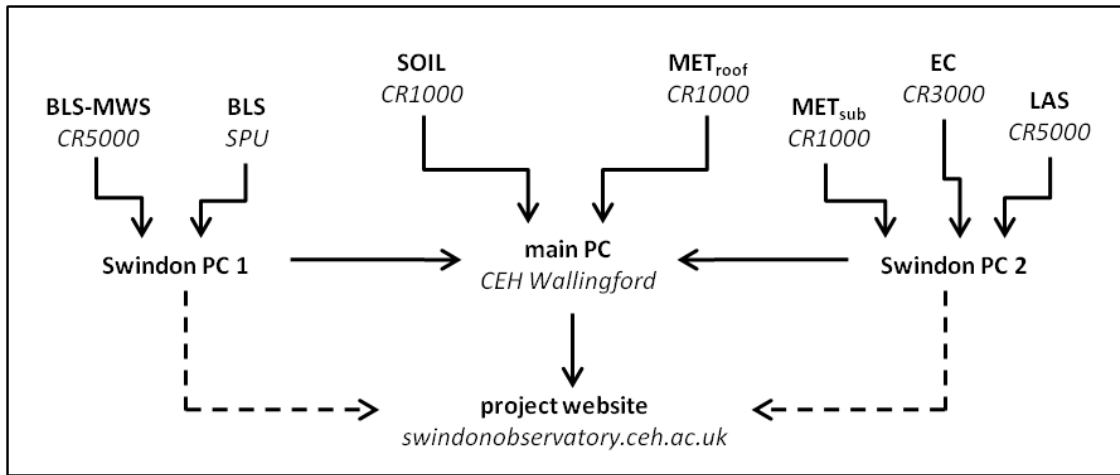 BLS-MWS
CR5000
BLS
SPU
SOIL
CR1000
METroof
CR1000
METsub
CR1000
EC
CR3000
LAS
CR5000
Swindon PC 1
main PC
CEH Wallingford
Swindon PC 2
project website
swindonobservatory.ceh.ac.uk